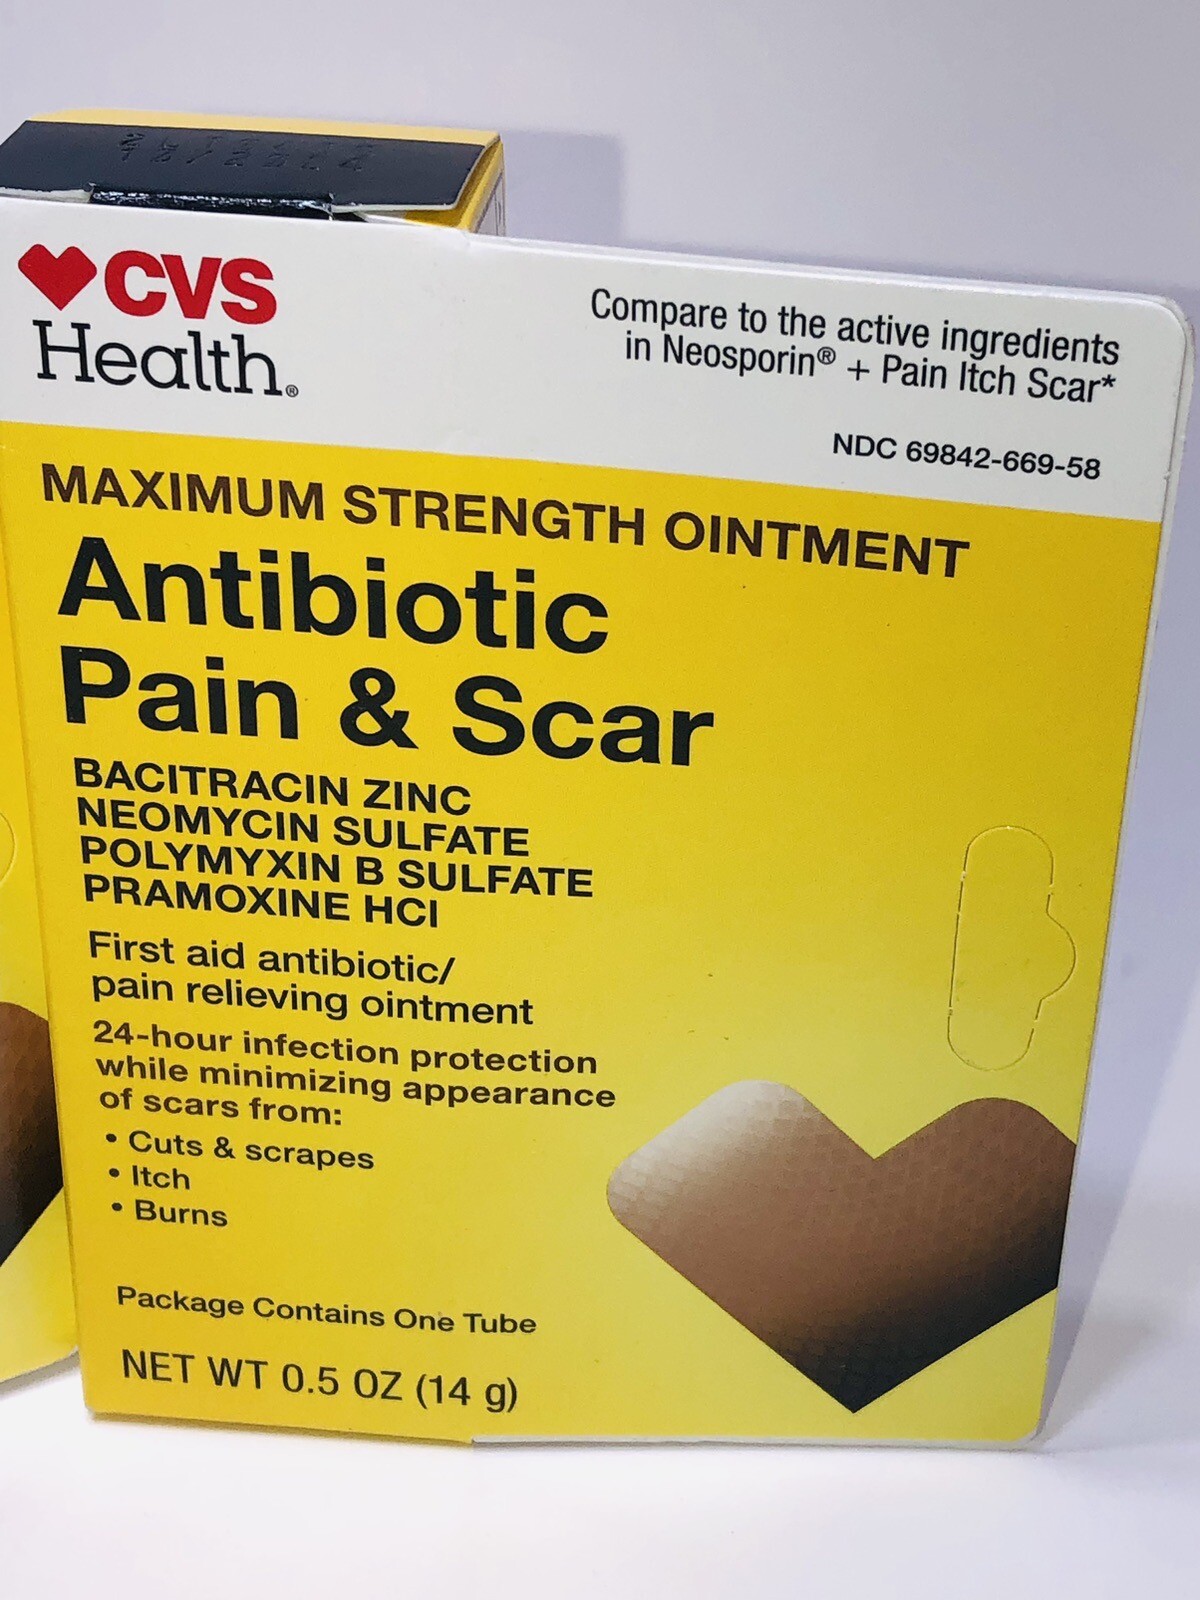 CVS
Health®
Compare to the active ingredients
in Neosporin® + Pain Itch Scar*
NDC 69842-669-58
MAXIMUM STRENGTH OINTMENT
Antibiotic
Pain & Scar
BACITRACIN ZINC
NEOMYCIN SULFATE
POLYMYXIN B SULFATE
PRAMOXINE HCl
First aid antibiotic/
pain relieving ointment
24-hour infection protection
while minimizing appearance
of scars from:
• Cuts & scrapes
• Itch
• Burns
Package Contains One Tube
NET WT 0.5 OZ (14 g)